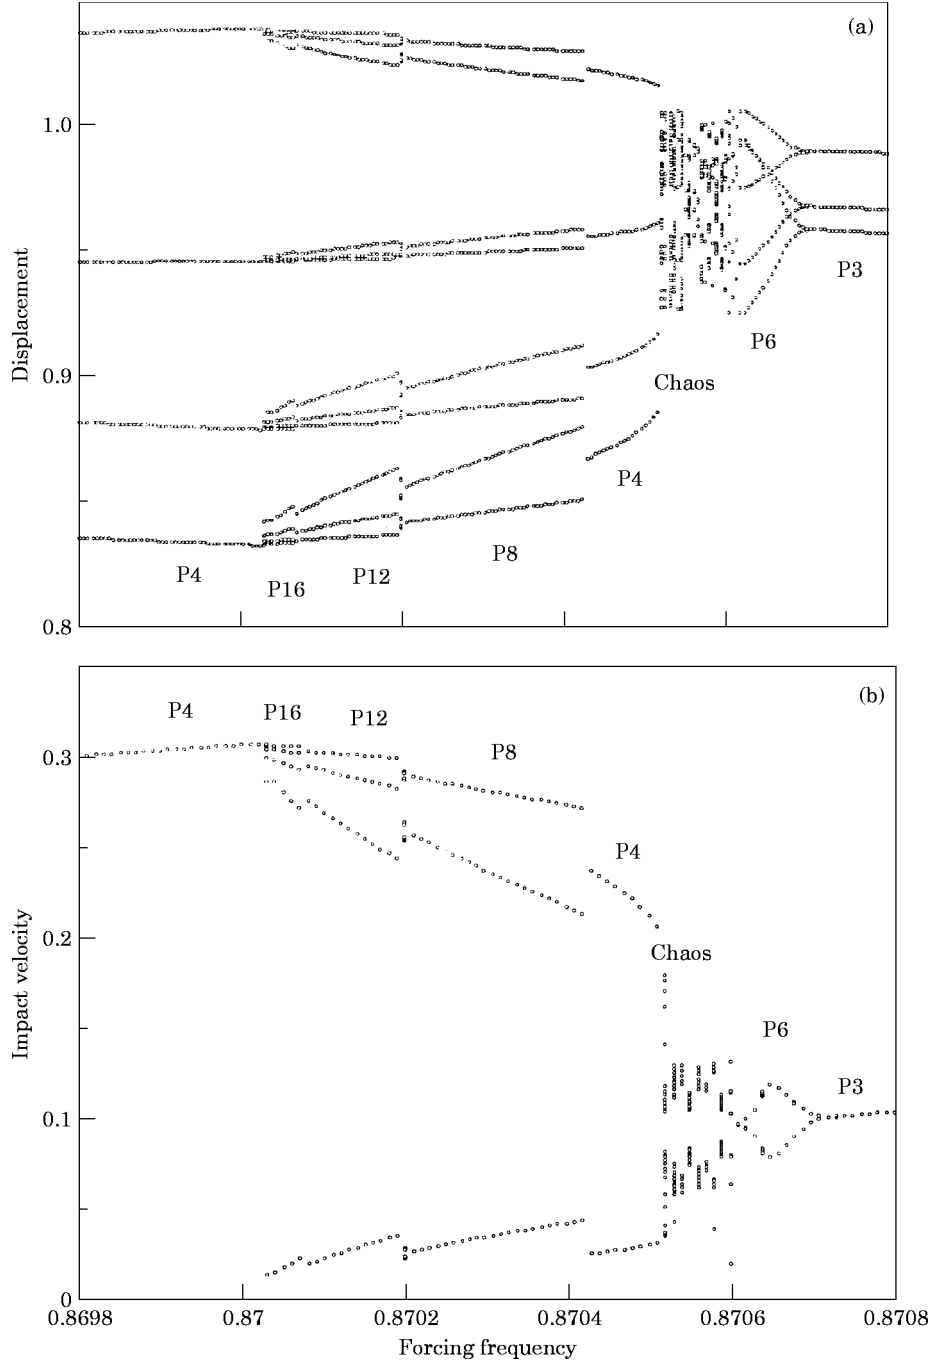 (a)
1.0
Displacement
P3
P6
0.9
Chaos
P4
P8
P4
P12
P16
0.8
(b)
P4
P16
P12
0.3
P8
P4
Impact velocity
0.2
Chaos
P6
P3
0.1
0
0.8698
0.87
0.8702
0.8704
0.8706
0.8708
Forcing frequency